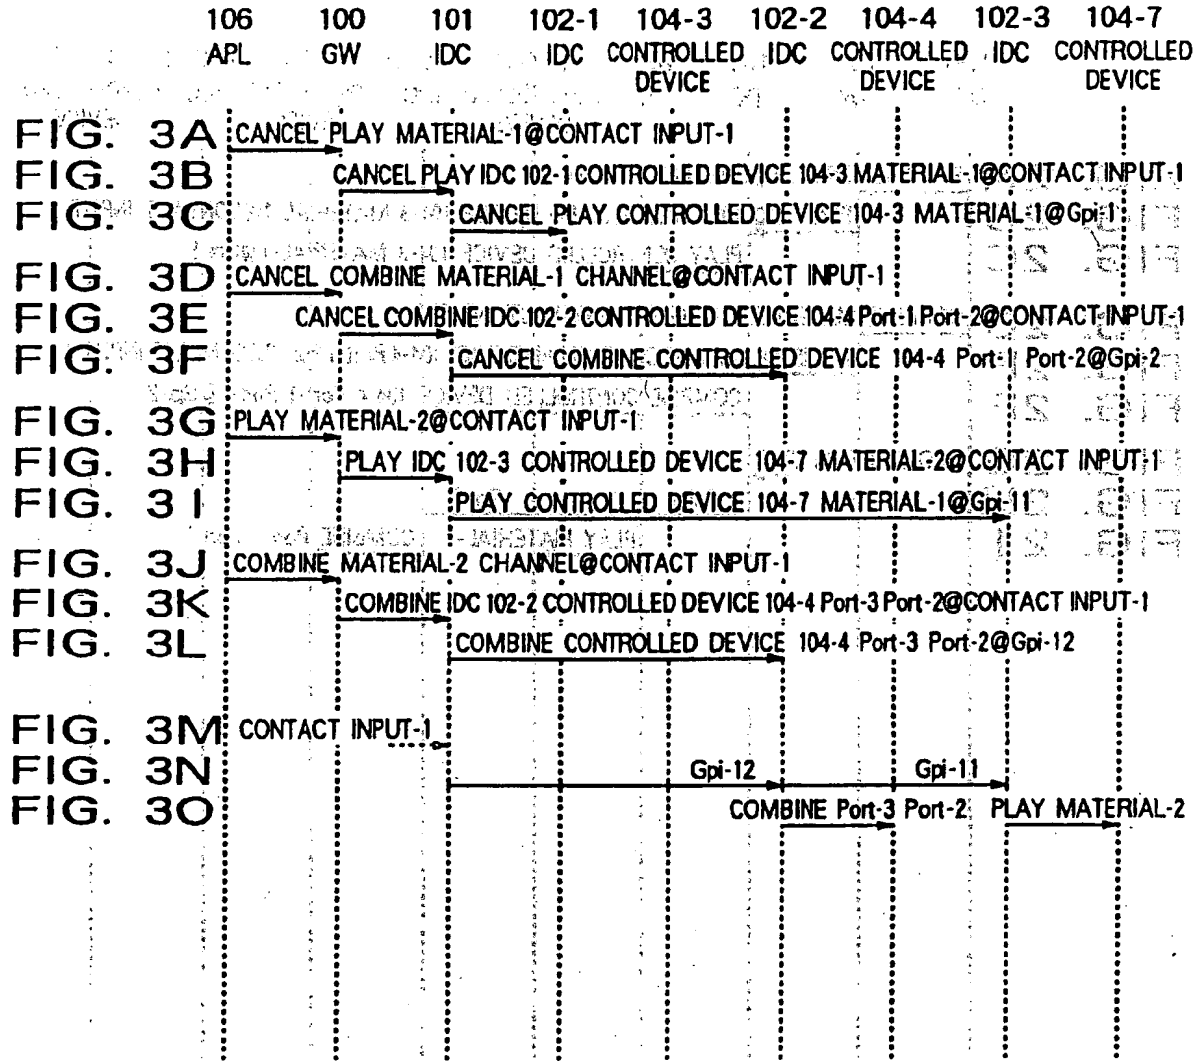 106 100 101 102-1 104-3 102-2 104-4 102-3 104-7
APL GW IDC IDC CONTROLLED IDC CONTROLLED IDC CONTROLLED
DEVICE DEVICE DEVICE
FIG. 3A CANCEL PLAY MATERIAL-1@CONTACT INPUT-1
FIG. 3B CANCEL PLAY IDC 102-1 CONTROLLED DEVICE 104-3 MATERIAL-1@CONTACT INPUT-1
FIG. 3C CANCEL PLAY CONTROLLED DEVICE 104-3 MATERIAL-1@Gpi-1
FIG. 3D CANCEL COMBINE MATERIAL-1 CHANNEL@CONTACT INPUT-1
FIG. 3E CANCEL COMBINE IDC 102-2 CONTROLLED DEVICE 104-4 Port-1 Port-2@CONTACT INPUT-1
FIG. 3F CANCEL COMBINE CONTROLLED DEVICE 104-4 Port-1 Port-2@Gpi-2
FIG. 3G PLAY MATERIAL-2@CONTACT INPUT-1
FIG. 3H PLAY IDC 102-3 CONTROLLED DEVICE 104-7 MATERIAL-2@CONTACT INPUT-1
FIG. 3I PLAY CONTROLLED DEVICE 104-7 MATERIAL-1@Gpi-11
FIG. 3J COMBINE MATERIAL-2 CHANNEL@CONTACT INPUT-1
FIG. 3K COMBINE IDC 102-2 CONTROLLED DEVICE 104-4 Port-3 Port-2@CONTACT INPUT-1
FIG. 3L COMBINE CONTROLLED DEVICE 104-4 Port-3 Port-2@Gpi-12
FIG. 3M CONTACT INPUT-1
FIG. 3N Gpi-12 Gpi-11
FIG. 3O COMBINE Port-3 Port-2 PLAY MATERIAL-2